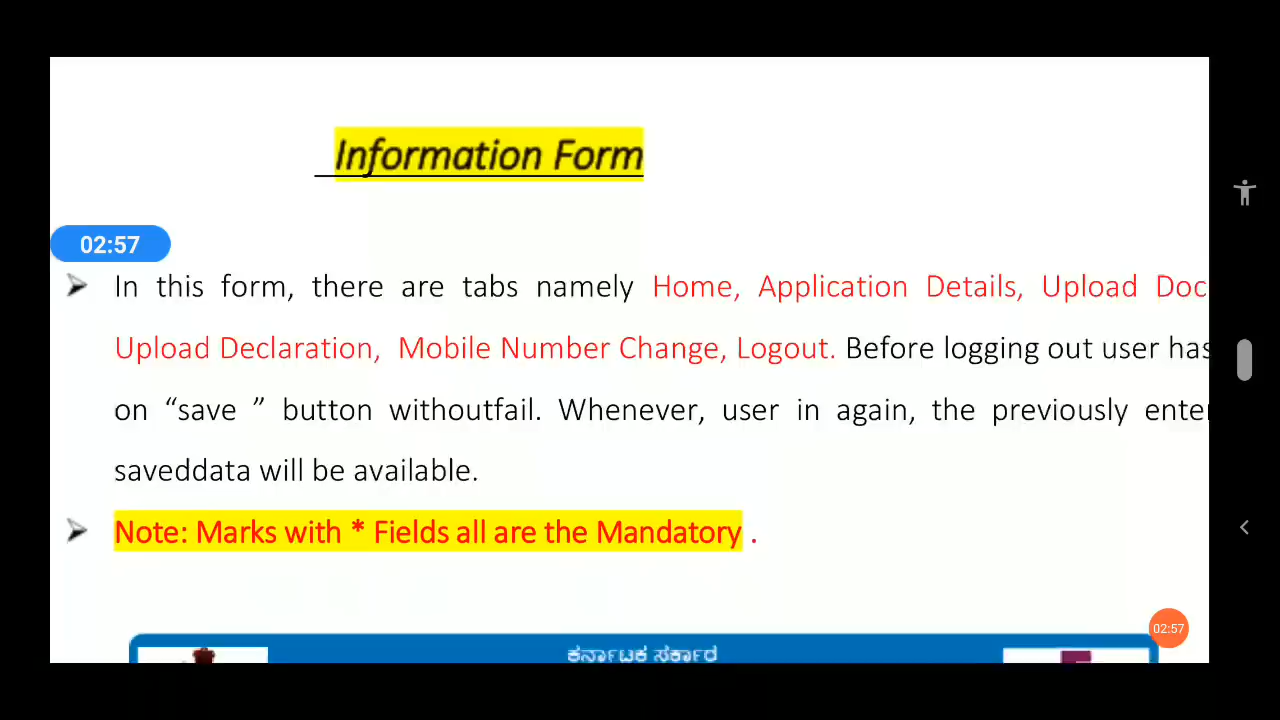 Information Form
02:57
In this form, there are tabs namely Home, Application Details, Upload Doc
Upload Declaration, Mobile Number Change, Logout. Before logging out user has
on “save ” button withoutfail. Whenever, user in again, the previously enter
saveddata will be available.
Note: Marks with * Fields all are the Mandatory .
02:57
ಕರ್ನಾಟಕ ಸರ್ಕಾರ